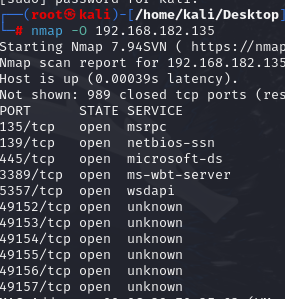 [sudo] password for kali:
┌──(root㉿kali)-[/home/kali/Desktop]
└─# nmap -O 192.168.182.135
Starting Nmap 7.94SVN ( https://nmap
Nmap scan report for 192.168.182.135
Host is up (0.00039s latency).
Not shown: 989 closed tcp ports (res
PORT STATE SERVICE
135/tcp open msrpc
139/tcp open netbios-ssn
445/tcp open microsoft-ds
3389/tcp open ms-wbt-server
5357/tcp open wsdapi
49152/tcp open unknown
49153/tcp open unknown
49154/tcp open unknown
49155/tcp open unknown
49156/tcp open unknown
49157/tcp open unknown